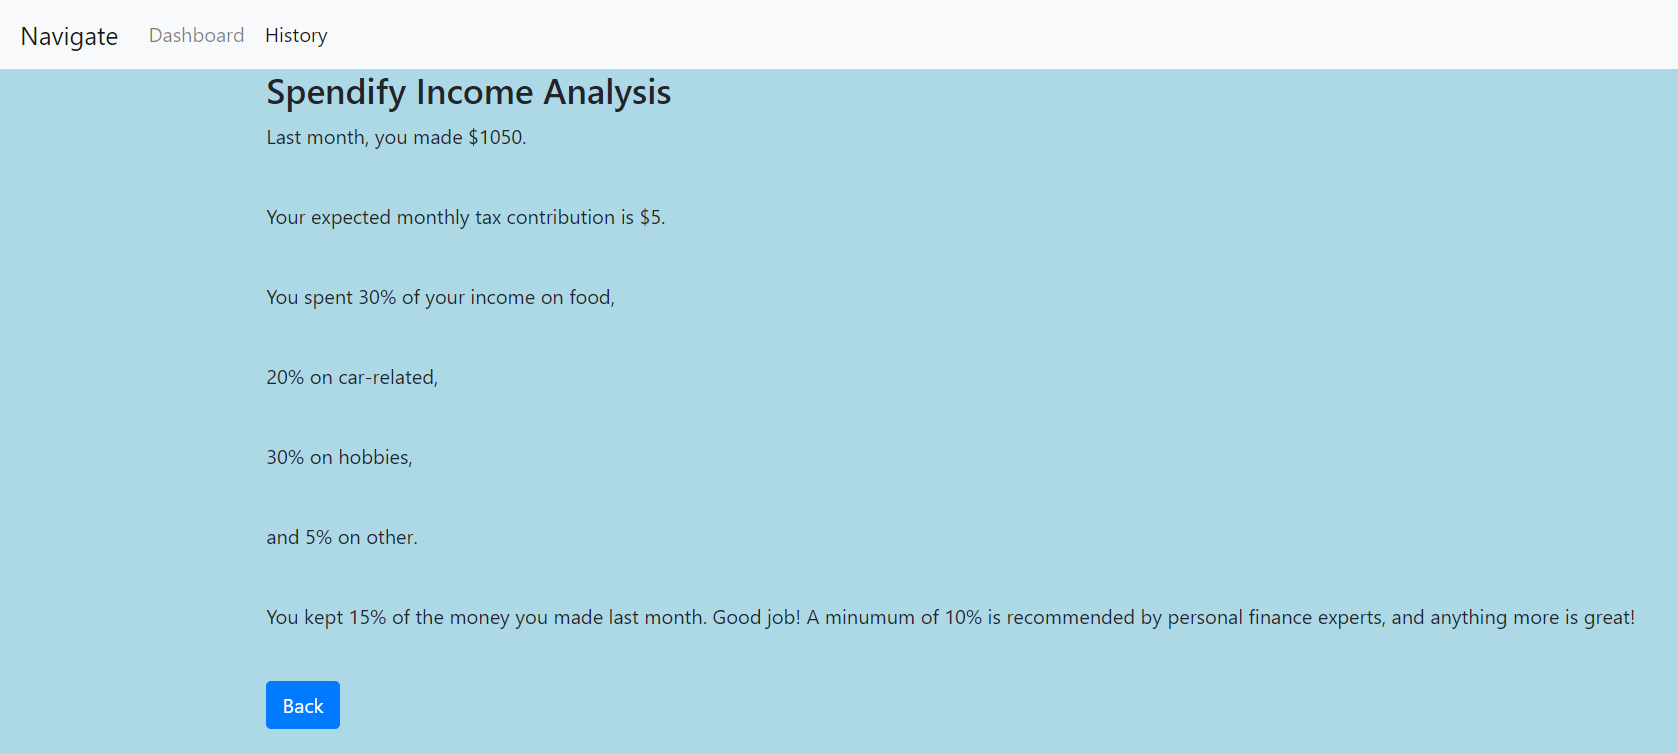 Navigate Dashboard History
Spendify Income Analysis
Last month, you made $1050.
Your expected monthly tax contribution is $5.
You spent 30% of your income on food,
20% on car-related,
30% on hobbies,
and 5% on other.
You kept 15% of the money you made last month. Good job! A minumum of 10% is recommended by personal finance experts, and anything more is great!
Back